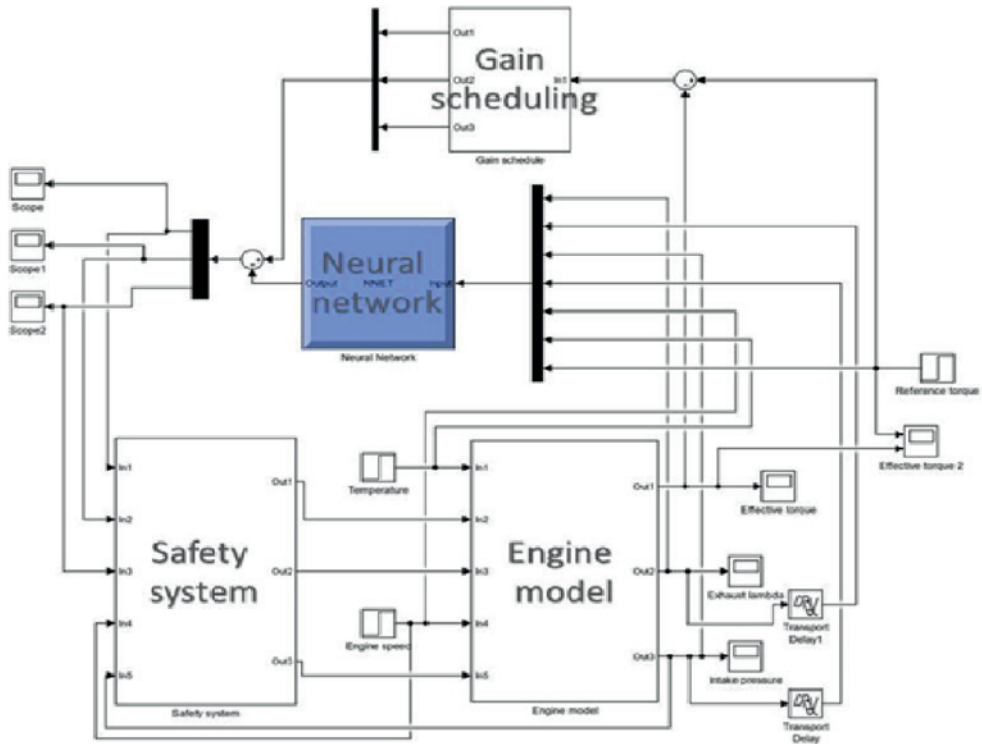 Out1
Gain
Out2
In1
scheduling
Out3
Gain schedule
Scope
Scope1
Scope2
Neural
Output
NNET
Input
network
Neural Network
Reference torque
Effective torque 2
In1
Out1
In2
Safety
In3
Out2
system
In4
In5
Out3
Safety system
Temperature
Engine speed
In1
Out1
In2
Engine
In3
Out2
model
In4
Out3
In5
Engine model
Effective torque
Exhaust lambda
Transport
Delay1
Intake pressure
Transport
Delay